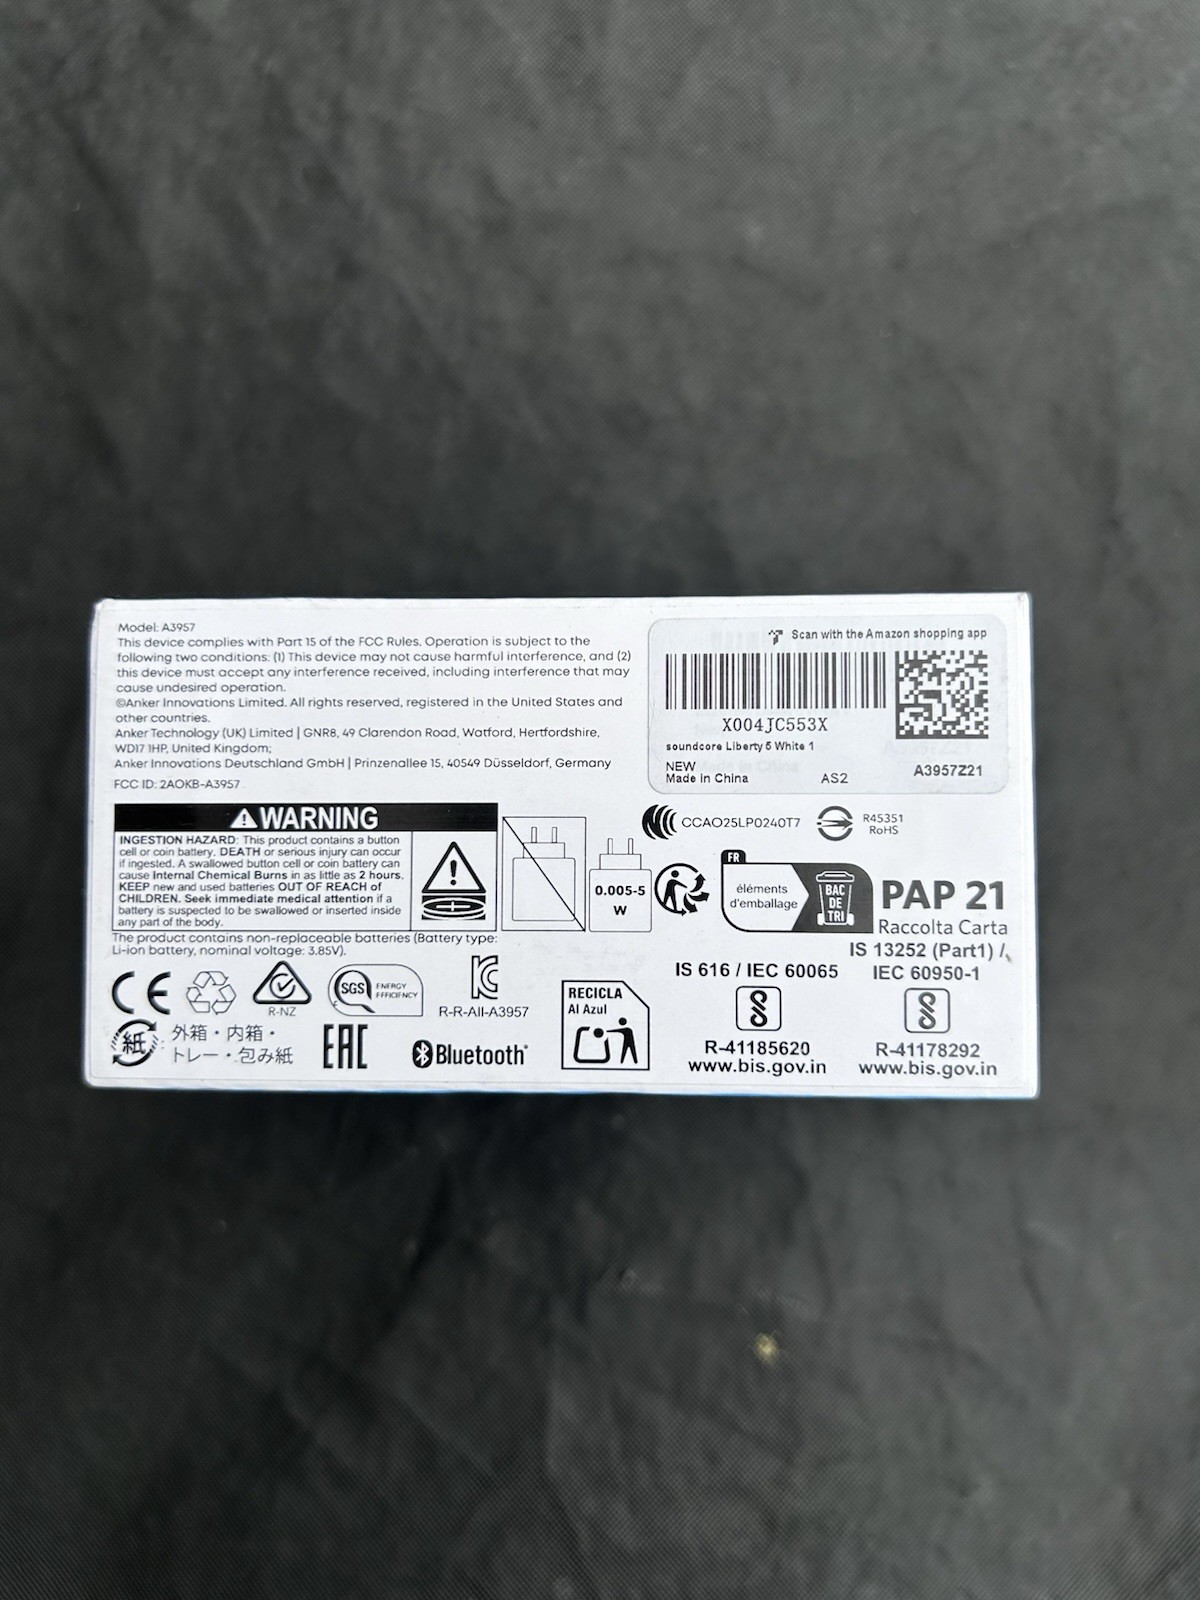 Model: A3957
This device complies with Part 15 of the FCC Rules. Operation is subject to the
following two conditions: (1) This device may not cause harmful interference, and (2)
this device must accept any interference received, including interference that may
cause undesired operation.
©Anker Innovations Limited. All rights reserved, registered in the United States and
other countries.
Anker Technology (UK) Limited | GNR8, 49 Clarendon Road, Watford, Hertfordshire,
WD17 1HP, United Kingdom;
Anker Innovations Deutschland GmbH | Prinzenallee 15, 40549 Düsseldorf, Germany
FCC ID: 2AOKB-A3957
Scan with the Amazon shopping app
X004JC553X
soundcore Liberty 5 White 1
NEW
Made in China
AS2
A3957Z21
WARNING
INGESTION HAZARD: This product contains a button
cell or coin battery. DEATH or serious injury can occur
if ingested. A swallowed button cell or coin battery can
cause Internal Chemical Burns in as little as 2 hours.
KEEP new and used batteries OUT OF REACH of
CHILDREN. Seek immediate medical attention if a
battery is suspected to be swallowed or inserted inside
any part of the body.
The product contains non-replaceable batteries (Battery type:
Li-ion battery, nominal voltage: 3.85V).
0.005-5
W
CCAO25LP0240T7
R45351
RoHS
FR
éléments
d'emballage
BAC
DE
TRI
PAP 21
Raccolta Carta
IS 13252 (Part1) /
IEC 60950-1
IS 616 / IEC 60065
R-41185620
www.bis.gov.in
R-41178292
www.bis.gov.in
CE
R-NZ
SGS
ENERGY
EFFICIENCY
R-R-AII-A3957
RECICLA
Al Azul
紙
外箱・内箱・
トレー・包み紙
EAC
Bluetooth®